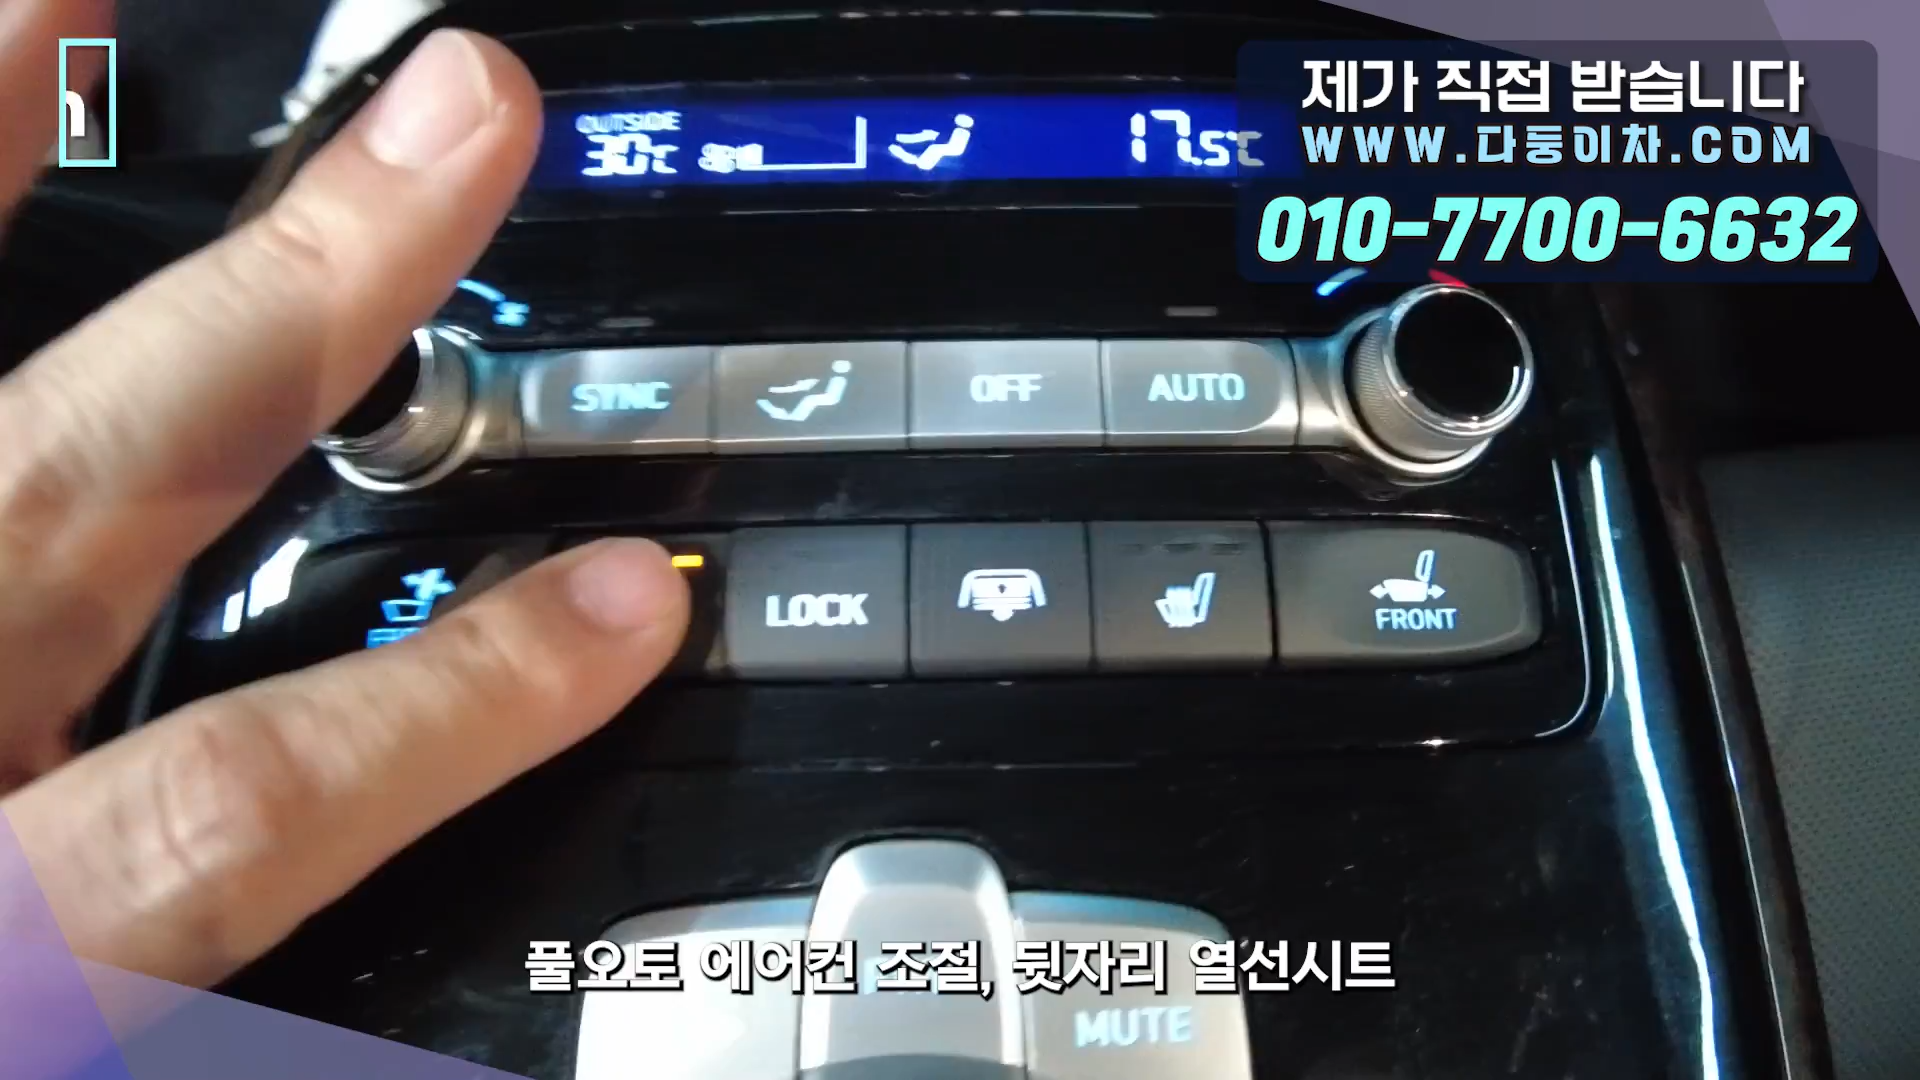 제가 직접 받습니다
WWW.다둥이차.COM
010-7700-6632
OUTSIDE
30℃
17.5℃
SYNC
OFF
AUTO
LOCK
FRONT
풀오토 에어컨 조절, 뒷자리 열선시트
MUTE